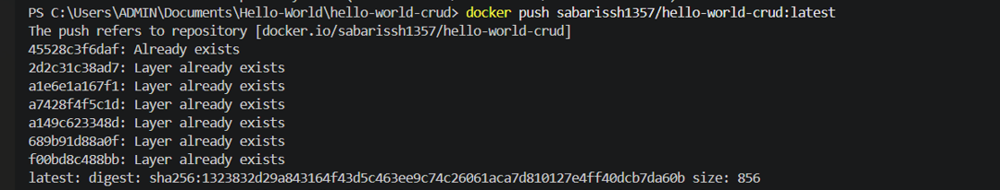 PS C:\Users\ADMIN\Documents\Hello-World\hello-world-crud> docker push sabarissh1357/hello-world-crud:latest
The push refers to repository [docker.io/sabarissh1357/hello-world-crud]
45528c3f6daf: Already exists
2d2c31c38ad7: Layer already exists
a1e6e1a167f1: Layer already exists
a7428f4f5c1d: Layer already exists
a149c623348d: Layer already exists
689b91d88a0f: Layer already exists
f00bd8c488bb: Layer already exists
latest: digest: sha256:1323832d29a843164f43d5c463ee9c74c26061aca7d810127e4ff40dcb7da60b size: 856